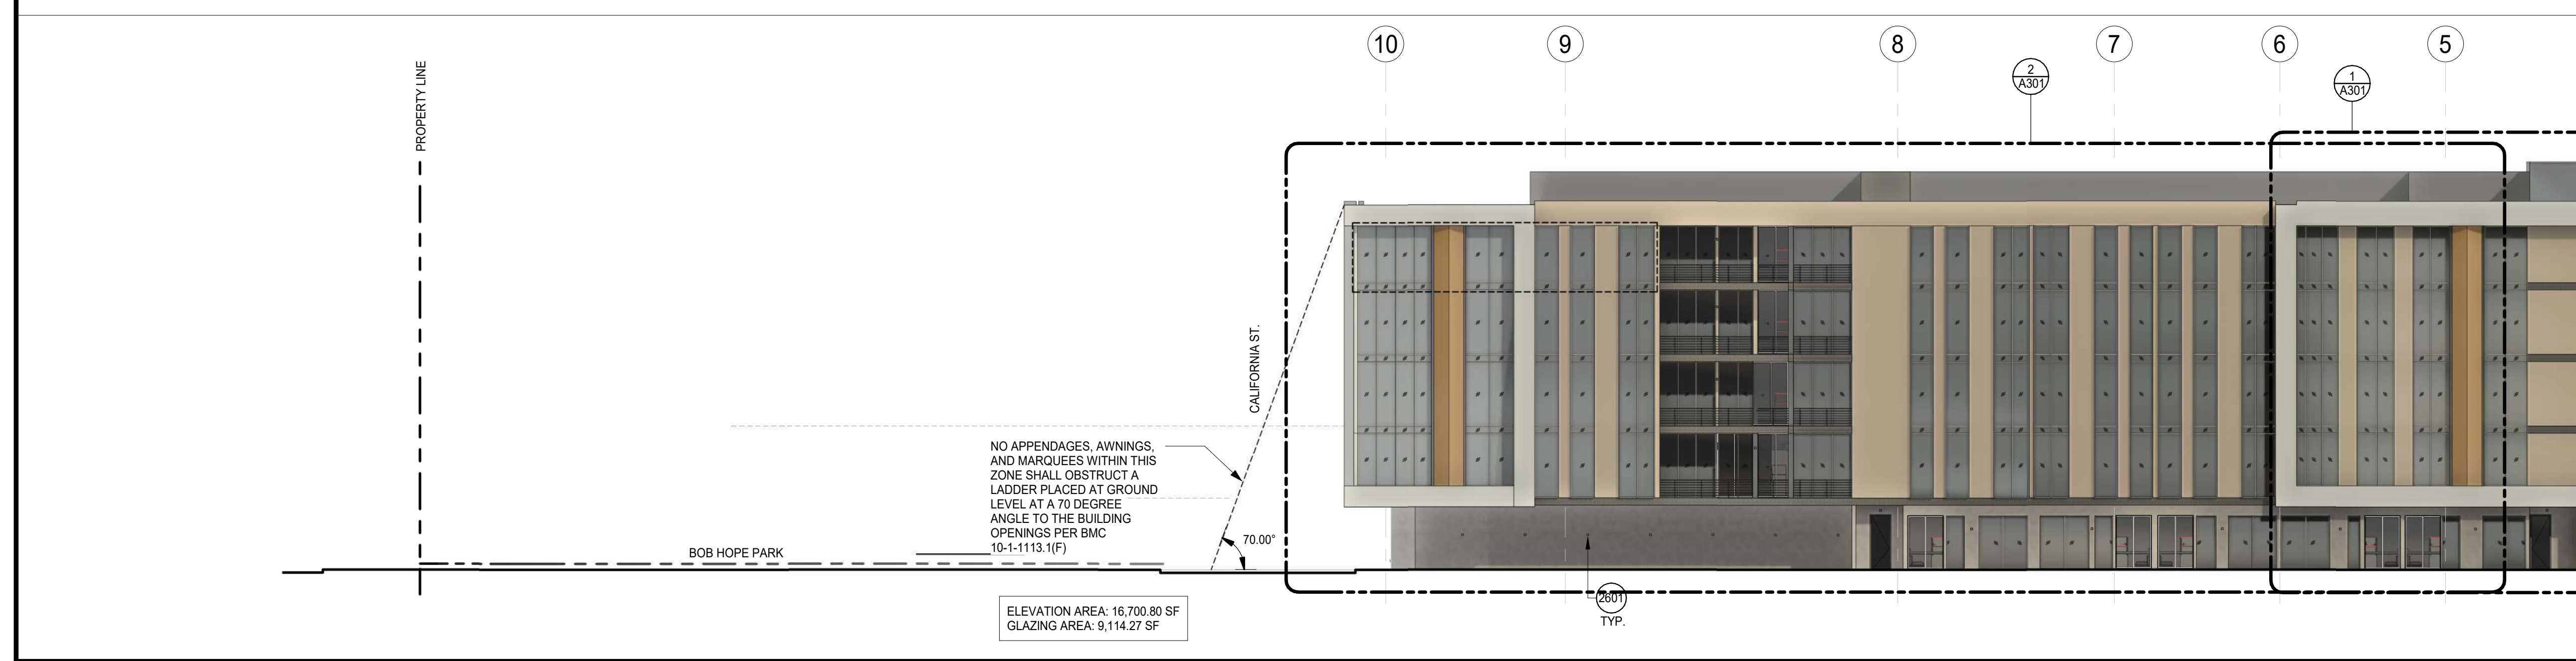 10
9
8
7
6
5
2
A301
1
A301
PROPERTY LINE
CALIFORNIA ST.
NO APPENDAGES, AWNINGS,
AND MARQUEES WITHIN THIS
ZONE SHALL OBSTRUCT A
LADDER PLACED AT GROUND
LEVEL AT A 70 DEGREE
ANGLE TO THE BUILDING
OPENINGS PER BMC
10-1-1113.1(F)
70.00°
BOB HOPE PARK
2601
TYP.
ELEVATION AREA: 16,700.80 SF
GLAZING AREA: 9,114.27 SF